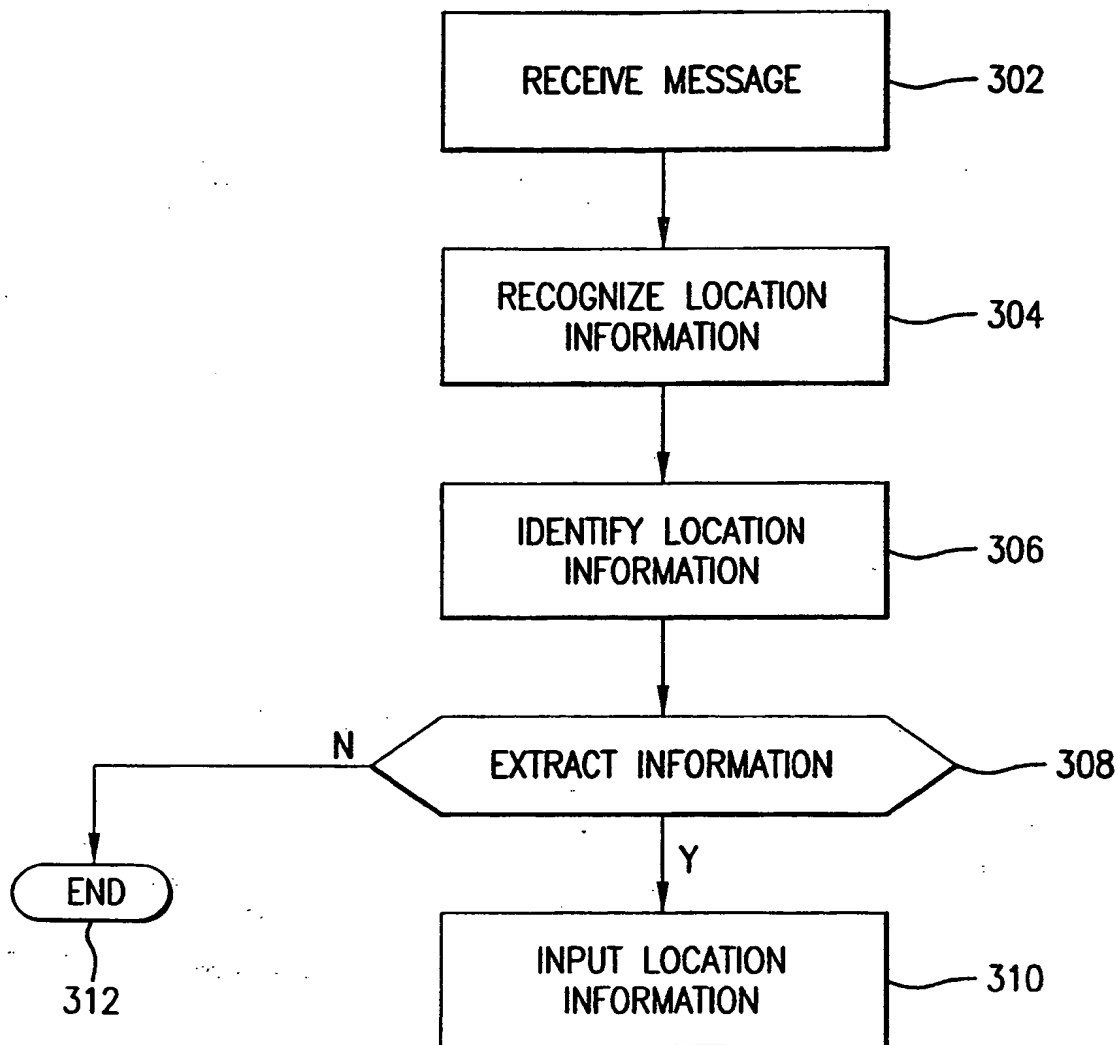 RECEIVE MESSAGE
302
RECOGNIZE LOCATION
INFORMATION
304
IDENTIFY LOCATION
INFORMATION
306
N
EXTRACT INFORMATION
308
Y
END
312
INPUT LOCATION
INFORMATION
310